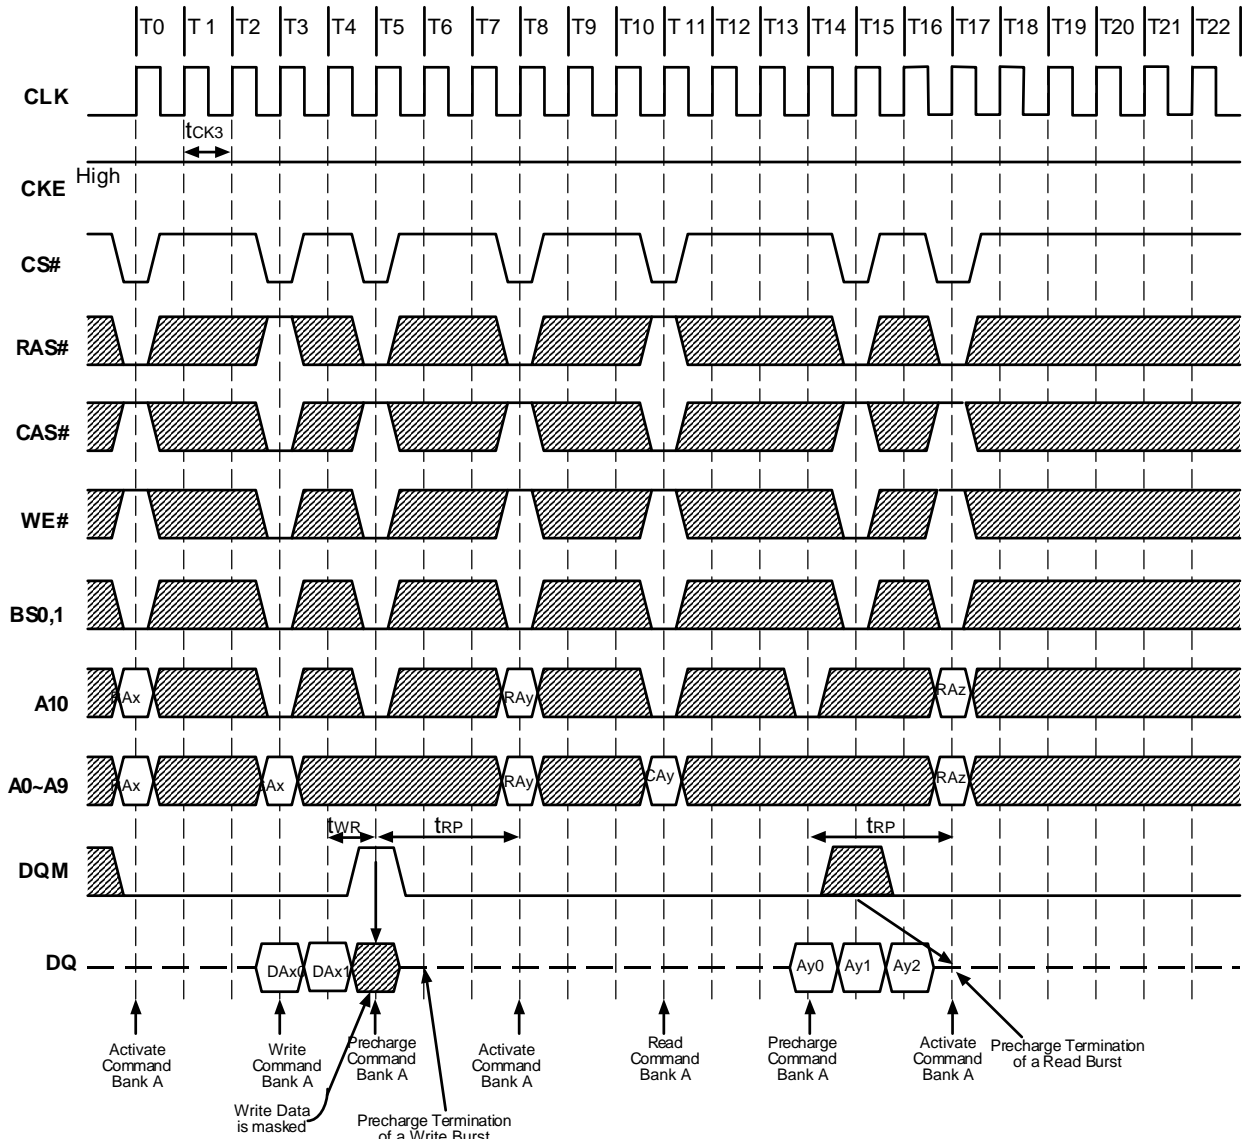 T0 T 1 T2 T3 T4 T5 T6 T7 T8 T9 T10 T 11 T12 T13 T14 T15 T16 T17 T18 T19 T20 T21 T22
CLK
tCK3
High
CKE
CS#
RAS#
CAS#
WE#
BS0,1
A10
RAx RAy RAz
A0~A9
RAx CAx RAy CAy RAz
tWR tRP tRP
DQM
DQ
DAx0 DAx1 Ay0 Ay1 Ay2
Activate
Command
Bank A
Write
Command
Bank A
Precharge
Command
Bank A
Activate
Command
Bank A
Read
Command
Bank A
Precharge
Command
Bank A
Activate
Command
Bank A
Precharge Termination
of a Read Burst
Write Data
is masked
Precharge Termination
of a Write Burst